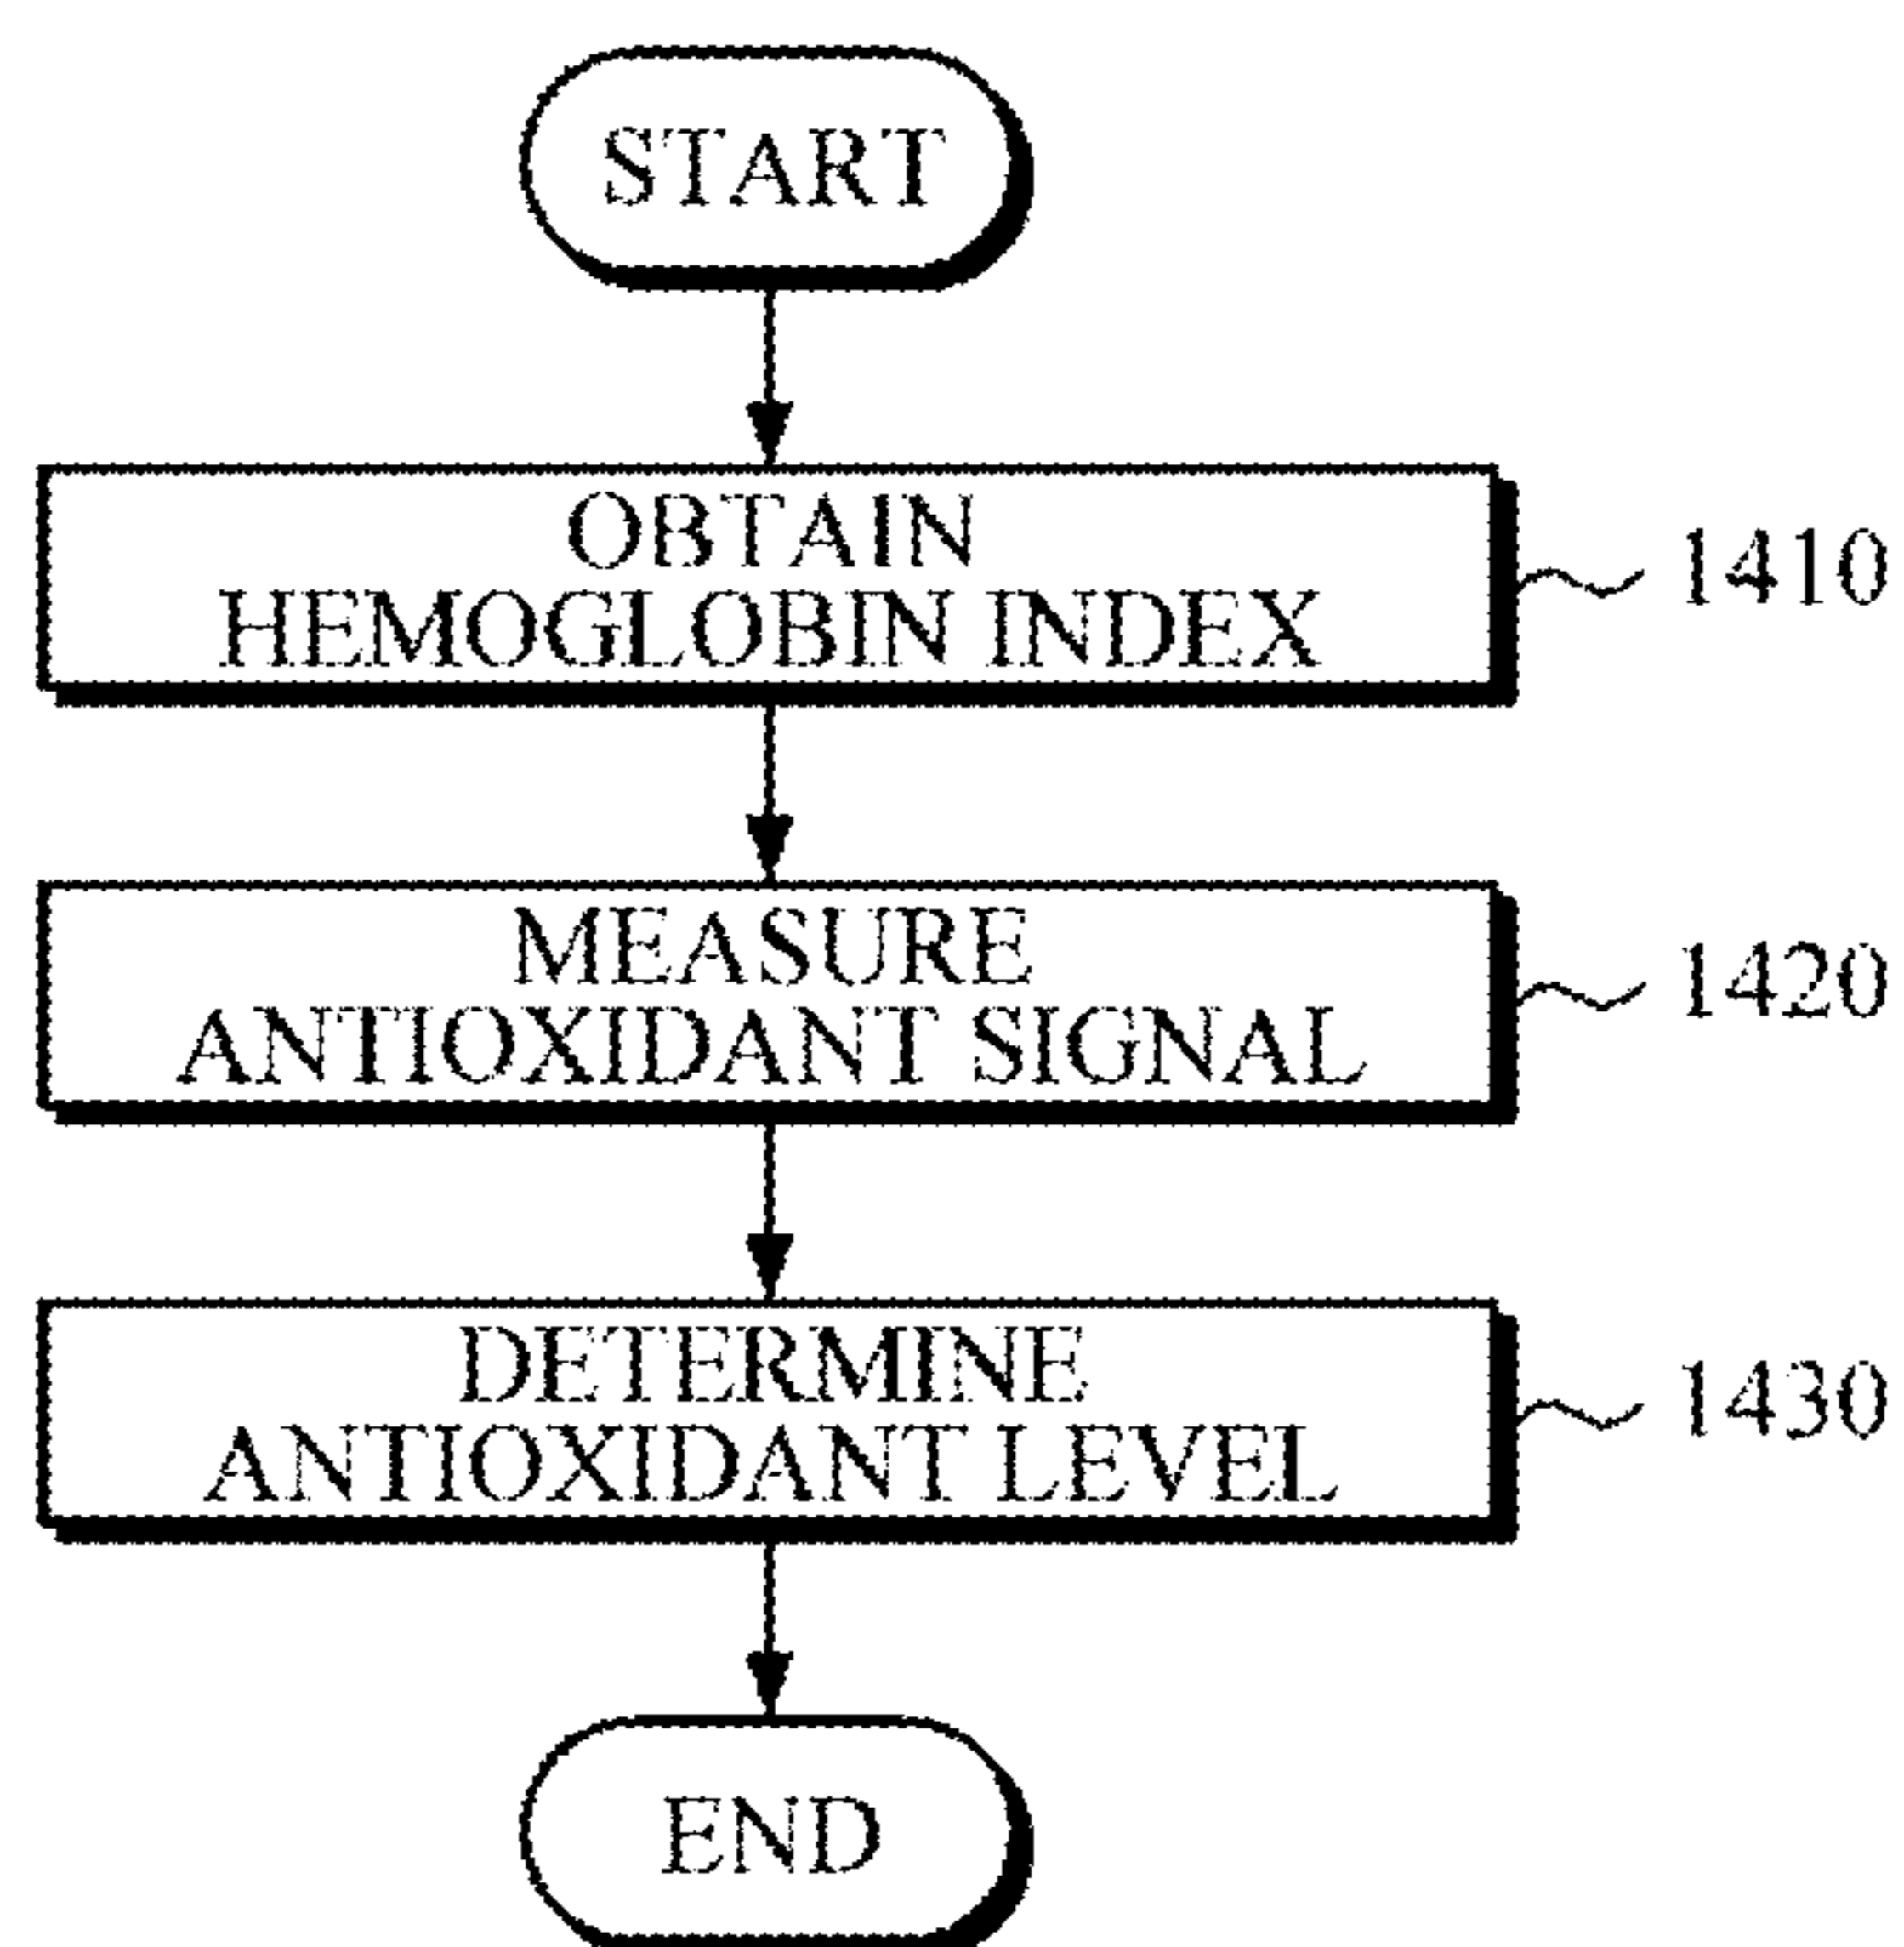 START
OBTAIN
HEMOGLOBIN INDEX
1410
MEASURE
ANTIOXIDANT SIGNAL
1420
DETERMINE
ANTIOXIDANT LEVEL
1430
END